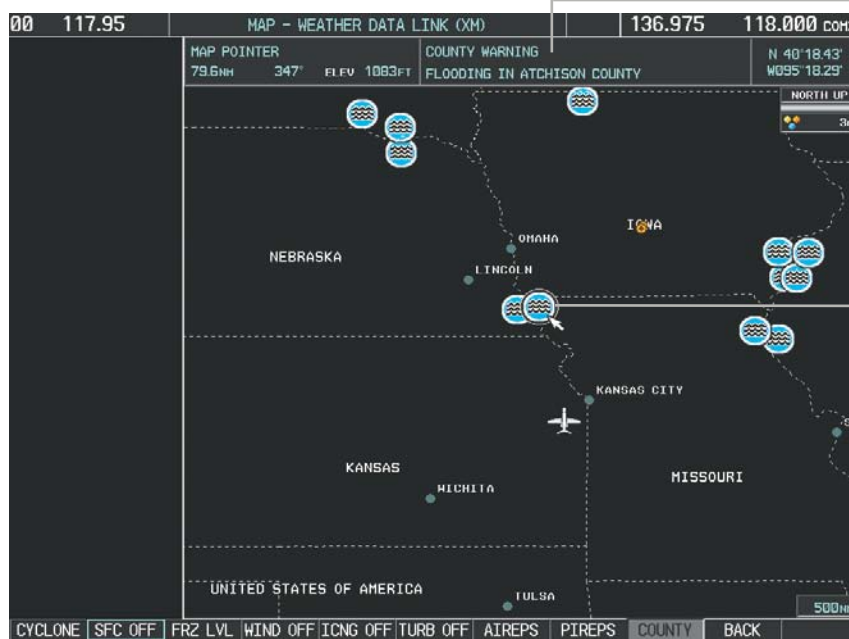 00 117.95 MAP - WEATHER DATA LINK (XM) 136.975 118.000 COM
MAP POINTER
79.6NM 347° ELEV 1083FT
COUNTY WARNING
FLOODING IN ATCHISON COUNTY
N 40°18.43'
W095°18.29'
NORTH UP
IOWA
OMAHA
NEBRASKA
LINCOLN
KANSAS CITY
KANSAS
MISSOURI
WICHITA
UNITED STATES OF AMERICA
TULSA
500
CYCLONE SFC OFF FRZ LVL WIND OFF ICNG OFF TURB OFF AIREPS PIREPS COUNTY BACK